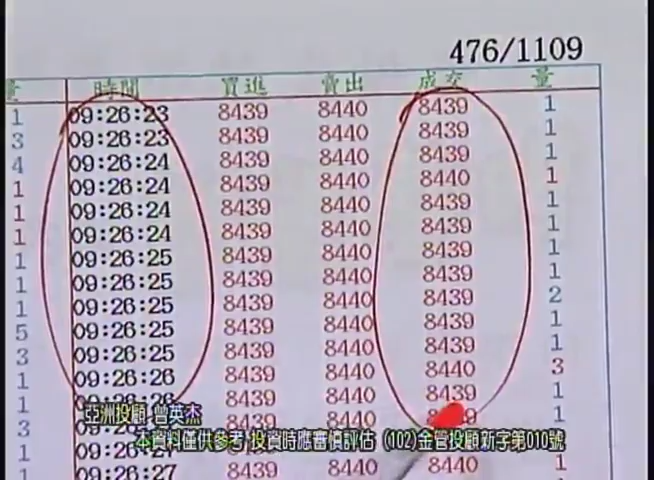 476/1109
量 時間 買進 賣出 成交 量
1 09:26:23 8439 8440 8439 1
3 09:26:23 8439 8440 8439 1
4 09:26:24 8439 8440 8439 1
1 09:26:24 8439 8440 8440 1
1 09:26:24 8439 8440 8439 1
1 09:26:24 8439 8440 8439 1
1 09:26:25 8439 8440 8439 1
1 09:26:25 8439 8440 8439 1
1 09:26:25 8439 8440 8439 2
5 09:26:25 8439 8440 8439 1
3 09:26:25 8439 8440 8440 3
1 09:26:26 8439 8440 8439 1
1 8439 8440 1
亞洲投顧 曾英杰
3 8439 8440 1
本資料僅供參考 投資時應審慎評估 (102)金管投顧新字第010號
1 8439 8440 8440 1
1 09:26:27 8439 8440 8439